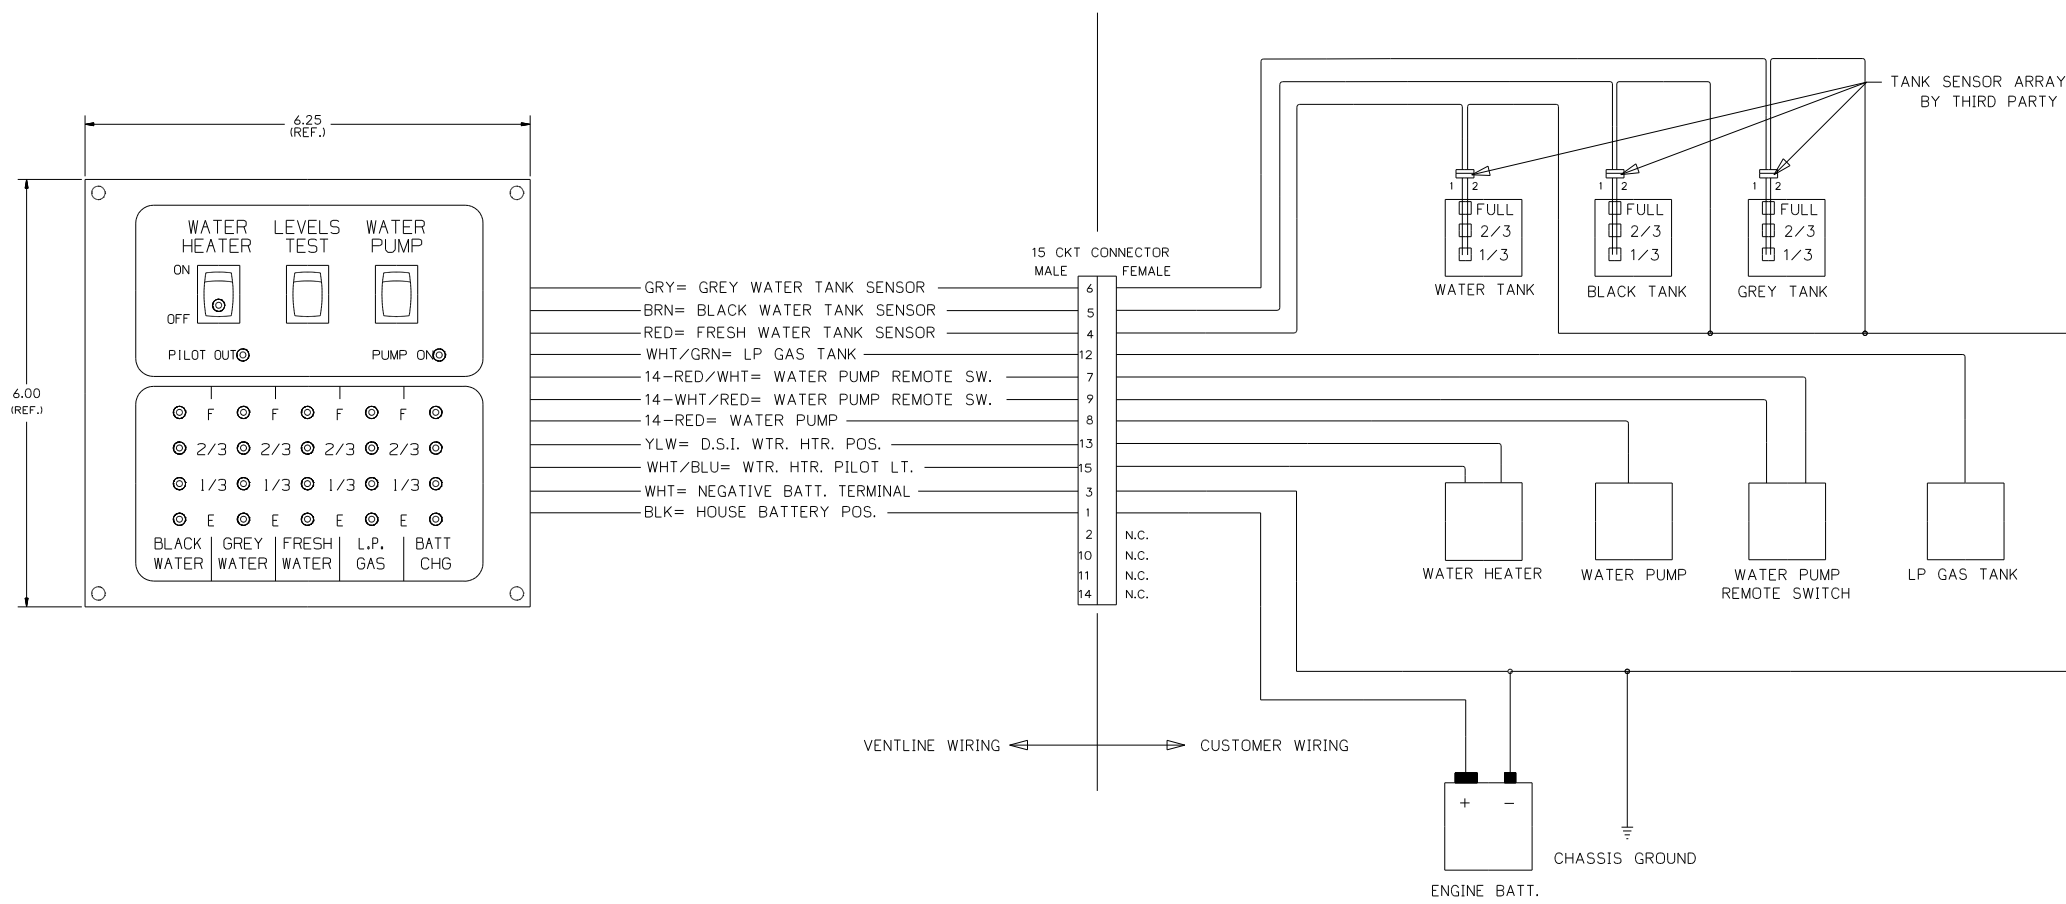 6.25
(REF.)
6.00
(REF.)
WATER HEATER
LEVELS TEST
WATER PUMP
ON
OFF
PILOT OUT
PUMP ON
F F F F
2/3 2/3 2/3 2/3
1/3 1/3 1/3 1/3
E E E E
BLACK WATER
GREY WATER
FRESH WATER
L.P. GAS
BATT CHG
GRY= GREY WATER TANK SENSOR
BRN= BLACK WATER TANK SENSOR
RED= FRESH WATER TANK SENSOR
WHT/GRN= LP GAS TANK
14-RED/WHT= WATER PUMP REMOTE SW.
14-WHT/RED= WATER PUMP REMOTE SW.
14-RED= WATER PUMP
YLW= D.S.I. WTR. HTR. POS.
WHT/BLU= WTR. HTR. PILOT LT.
WHT= NEGATIVE BATT. TERMINAL
BLK= HOUSE BATTERY POS.
15 CKT CONNECTOR
MALE FEMALE
6
5
4
12
7
9
8
13
15
3
1
2 N.C.
10 N.C.
11 N.C.
14 N.C.
VENTLINE WIRING
CUSTOMER WIRING
TANK SENSOR ARRAY
BY THIRD PARTY
1 2
FULL
2/3
1/3
WATER TANK
1 2
FULL
2/3
1/3
BLACK TANK
1 2
FULL
2/3
1/3
GREY TANK
WATER HEATER
WATER PUMP
WATER PUMP
REMOTE SWITCH
LP GAS TANK
+ −
ENGINE BATT.
CHASSIS GROUND